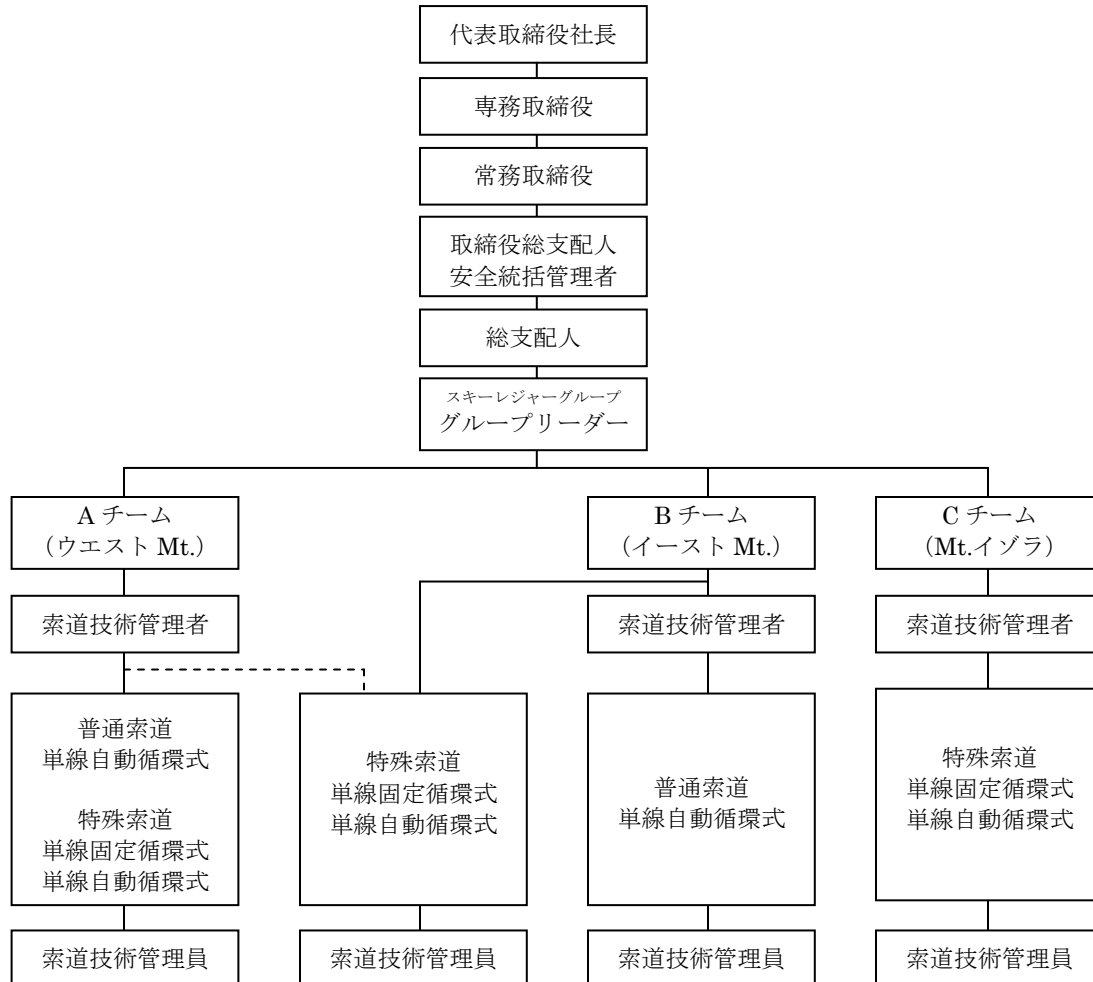 代表取締役社長
専務取締役
常務取締役
取締役総支配人
安全統括管理者
総支配人
スキーレジャーグループ
グループリーダー
A チーム
(ウエスト Mt.)
B チーム
(イースト Mt.)
C チーム
(Mt.イゾラ)
索道技術管理者
索道技術管理者
索道技術管理者
普通索道
単線自動循環式
特殊索道
単線固定循環式
単線自動循環式
特殊索道
単線固定循環式
単線自動循環式
普通索道
単線自動循環式
特殊索道
単線固定循環式
単線自動循環式
索道技術管理員
索道技術管理員
索道技術管理員
索道技術管理員